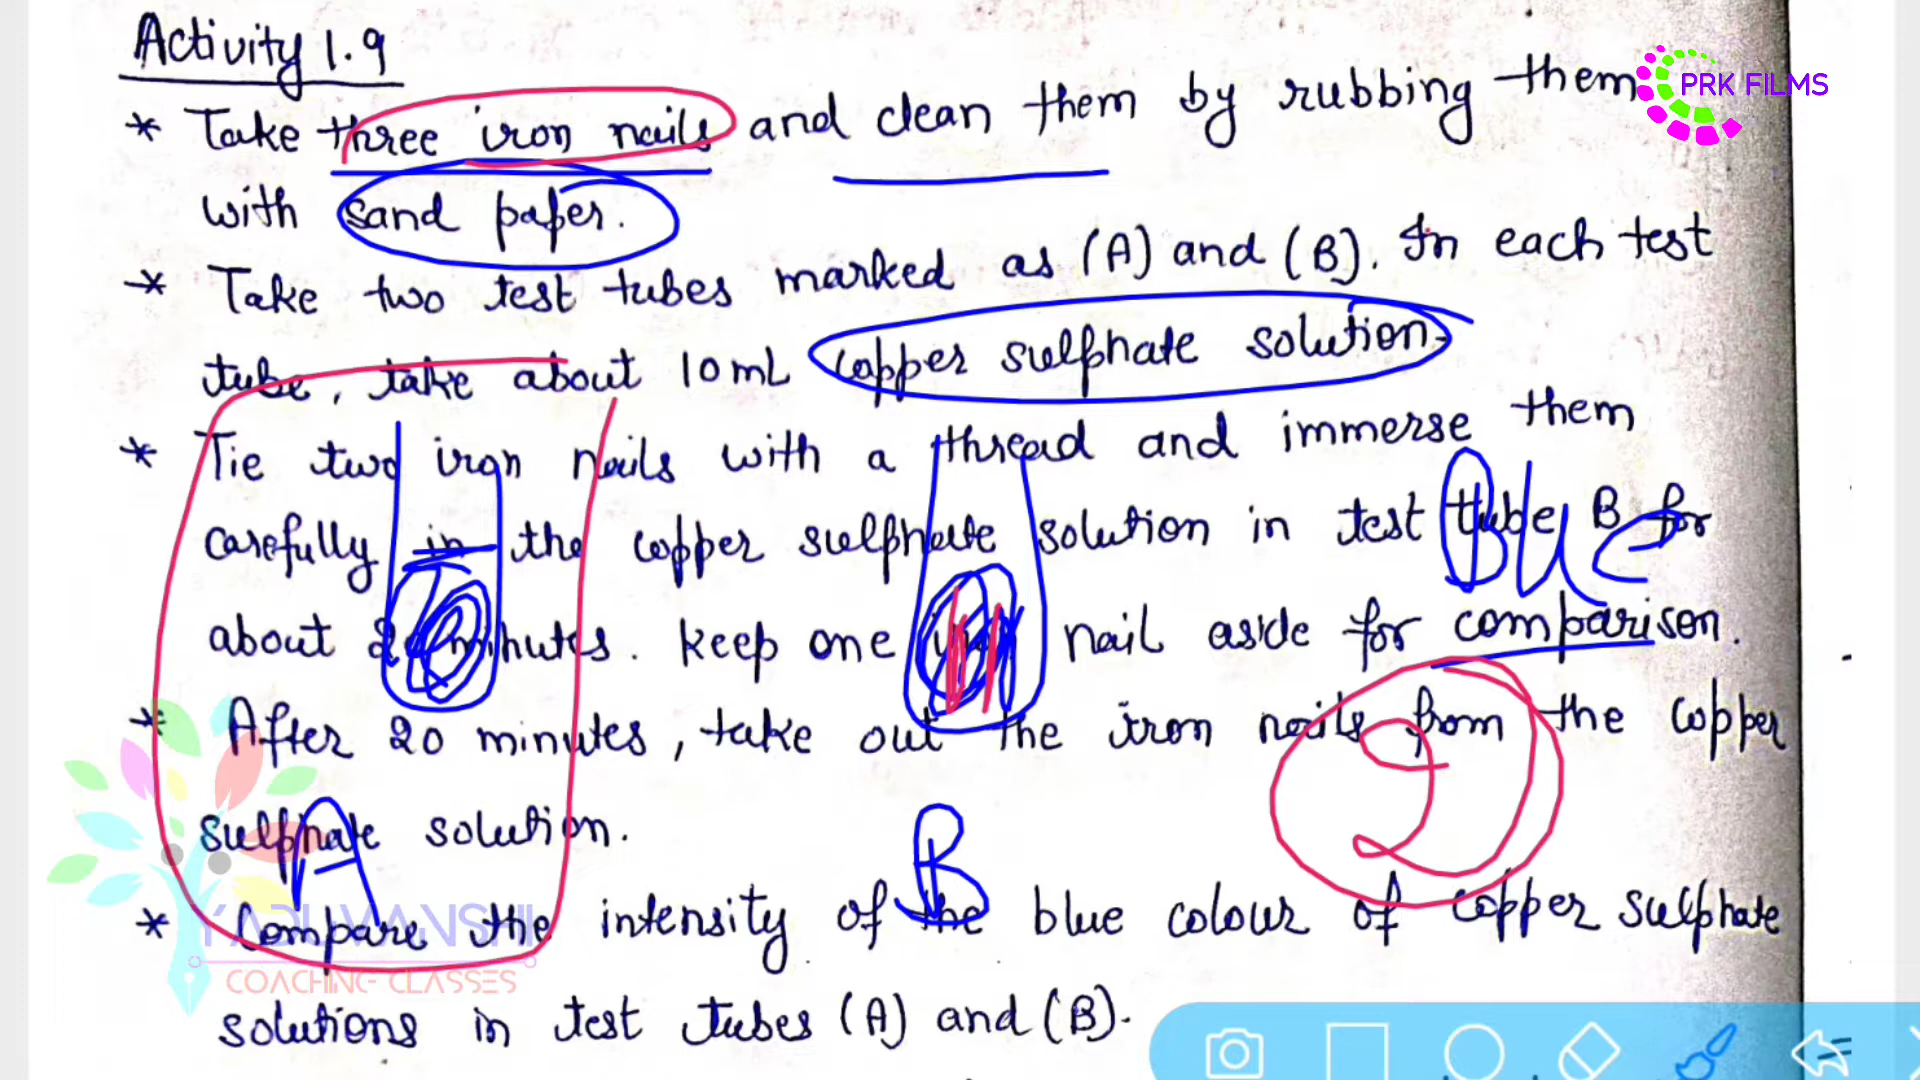 Activity 1.9
* Take three iron nails and clean them by rubbing them
PRK FILMS
with sand paper.
* Take two test tubes marked as (A) and (B). In each test
tube, take about 10mL copper sulphate solution.
* Tie two iron nails with a thread and immerse them
carefully in the copper sulphate solution in test tube B for
Blue
about 20 minutes. Keep one iron nail aside for comparison.
* After 20 minutes, take out the iron nails from the copper
2
sulphate solution.
A
B
* Compare the intensity of the blue colour of copper sulphate
YADUVANSHI
COACHING CLASSES
solutions in test tubes (A) and (B).